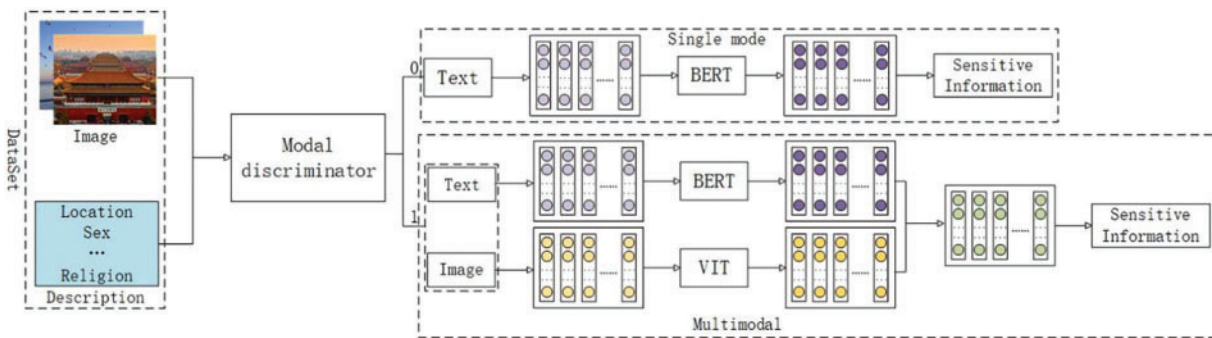 DataSet
Image
Location
Sex
...
Religion
Description
Modal
discriminator
0
1
Single mode
Text
......
BERT
......
Sensitive
Information
Text
......
BERT
......
Image
......
VIT
......
......
Sensitive
Information
Multimodal